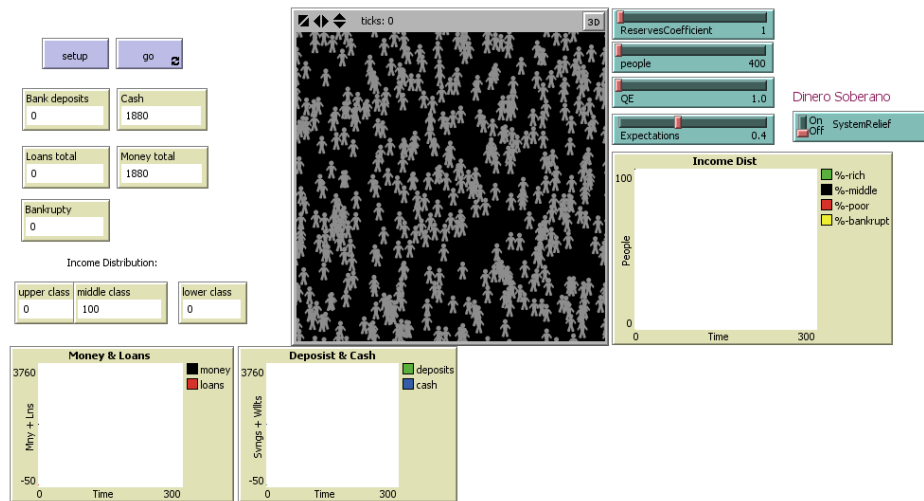 setup
go
ticks: 0
3D
ReservesCoefficient 1
people 400
QE 1.0
Expectations 0.4
Dinero Soberano
On
Off
SystemRelief
Bank deposits
0
Cash
1880
Loans total
0
Money total
1880
Bankrupty
0
Income Distribution:
upper class
0
middle class
100
lower class
0
Income Dist
100
People
0
0 Time 300
%-rich
%-middle
%-poor
%-bankrupt
Money & Loans
3760
Mny + Lns
-50
0 Time 300
money
loans
Deposist & Cash
3760
Svngs + Wllts
-50
0 Time 300
deposits
cash